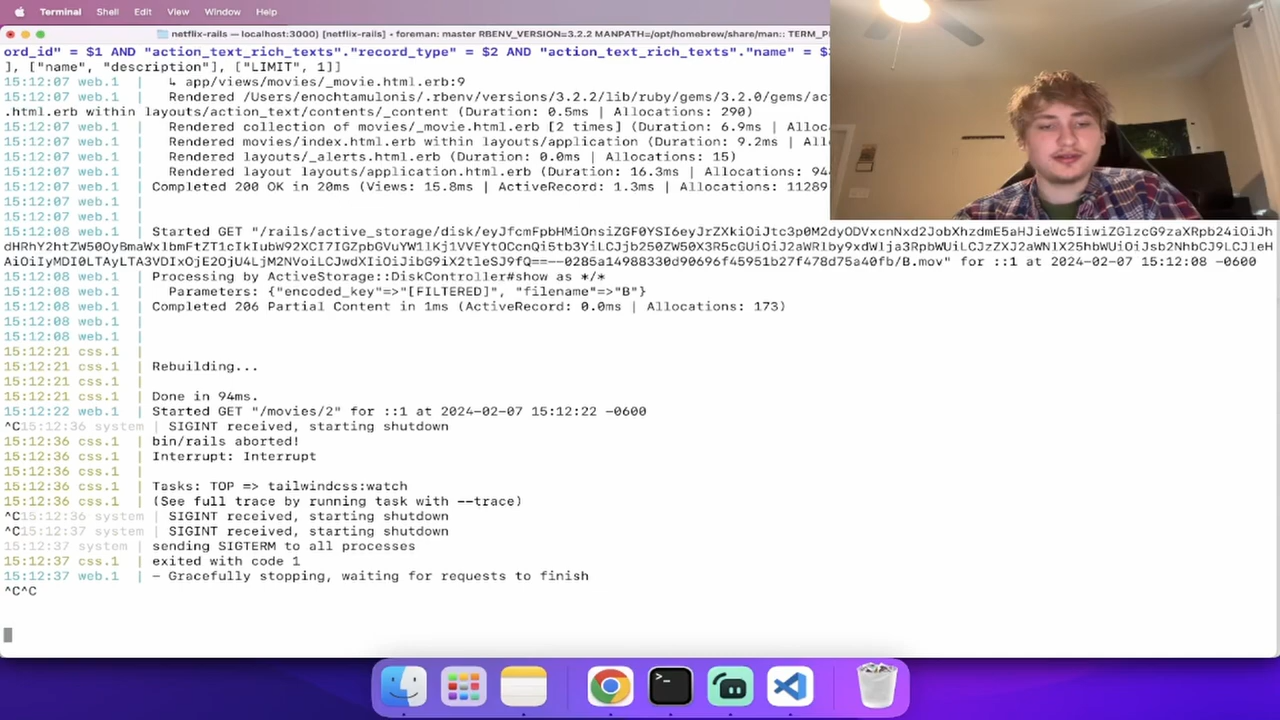 Terminal Shell Edit View Window Help
netflix-rails — localhost:3000) (netflix-rails) • foreman: master RBENV_VERSION=3.2.2 MANPATH=/opt/homebrew/share/man:: TERM_P
ord_id" = $1 AND "action_text_rich_texts"."record_type" = $2 AND "action_text_rich_texts"."name" = $
], ["name", "description"], ["LIMIT", 1]]
15:12:07 web.1 | ↳ app/views/movies/_movie.html.erb:9
15:12:07 web.1 | Rendered /Users/enochtamulonis/.rbenv/versions/3.2.2/lib/ruby/gems/3.2.0/gems/ac
.html.erb within layouts/action_text/contents/_content (Duration: 0.5ms | Allocations: 290)
15:12:07 web.1 | Rendered collection of movies/_movie.html.erb [2 times] (Duration: 6.9ms | Alloc
15:12:07 web.1 | Rendered movies/index.html.erb within layouts/application (Duration: 9.2ms | All
15:12:07 web.1 | Rendered layouts/_alerts.html.erb (Duration: 0.0ms | Allocations: 15)
15:12:07 web.1 | Rendered layout layouts/application.html.erb (Duration: 16.3ms | Allocations: 94
15:12:07 web.1 | Completed 200 OK in 20ms (Views: 15.8ms | ActiveRecord: 1.3ms | Allocations: 11289
15:12:07 web.1 |
15:12:07 web.1 |
15:12:08 web.1 | Started GET
15:12:08 -0600
15:12:08 web.1 | Processing by ActiveStorage::DiskController#show as */*
15:12:08 web.1 | Parameters: {"encoded_key"=>"[FILTERED]", "filename"=>"B"}
15:12:08 web.1 | Completed 206 Partial Content in 1ms (ActiveRecord: 0.0ms | Allocations: 173)
15:12:08 web.1 |
15:12:08 web.1 |
15:12:21 css.1 |
15:12:21 css.1 | Rebuilding...
15:12:21 css.1 |
15:12:21 css.1 | Done in 94ms.
15:12:22 web.1 | Started GET "/movies/2" for ::1 at 2024-02-07 15:12:22 -0600
^C15:12:36 system | SIGINT received, starting shutdown
15:12:36 css.1 | bin/rails aborted!
15:12:36 css.1 | Interrupt: Interrupt
15:12:36 css.1 |
15:12:36 css.1 | Tasks: TOP => tailwindcss:watch
15:12:36 css.1 | (See full trace by running task with --trace)
^C15:12:36 system | SIGINT received, starting shutdown
^C15:12:37 system | SIGINT received, starting shutdown
15:12:37 system | sending SIGTERM to all processes
15:12:37 css.1 | exited with code 1
15:12:37 web.1 | - Gracefully stopping, waiting for requests to finish
^C^C